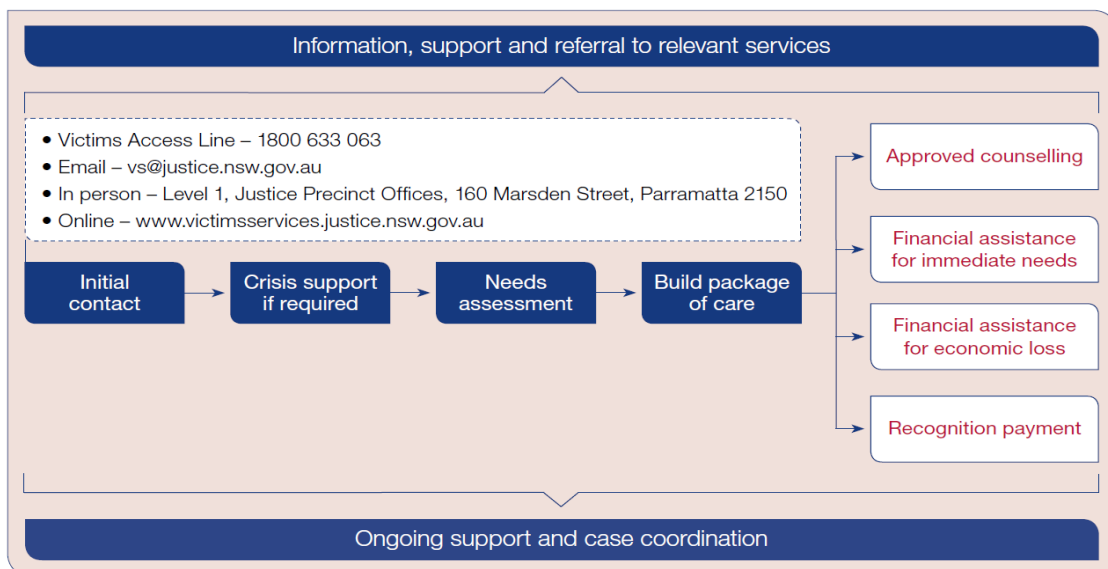 Information, support and referral to relevant services
• Victims Access Line – 1800 633 063
• Email – vs@justice.nsw.gov.au
• In person – Level 1, Justice Precinct Offices, 160 Marsden Street, Parramatta 2150
• Online – www.victimsservices.justice.nsw.gov.au
Initial
contact
Crisis support
if required
Needs
assessment
Build package
of care
Approved counselling
Financial assistance
for immediate needs
Financial assistance
for economic loss
Recognition payment
Ongoing support and case coordination